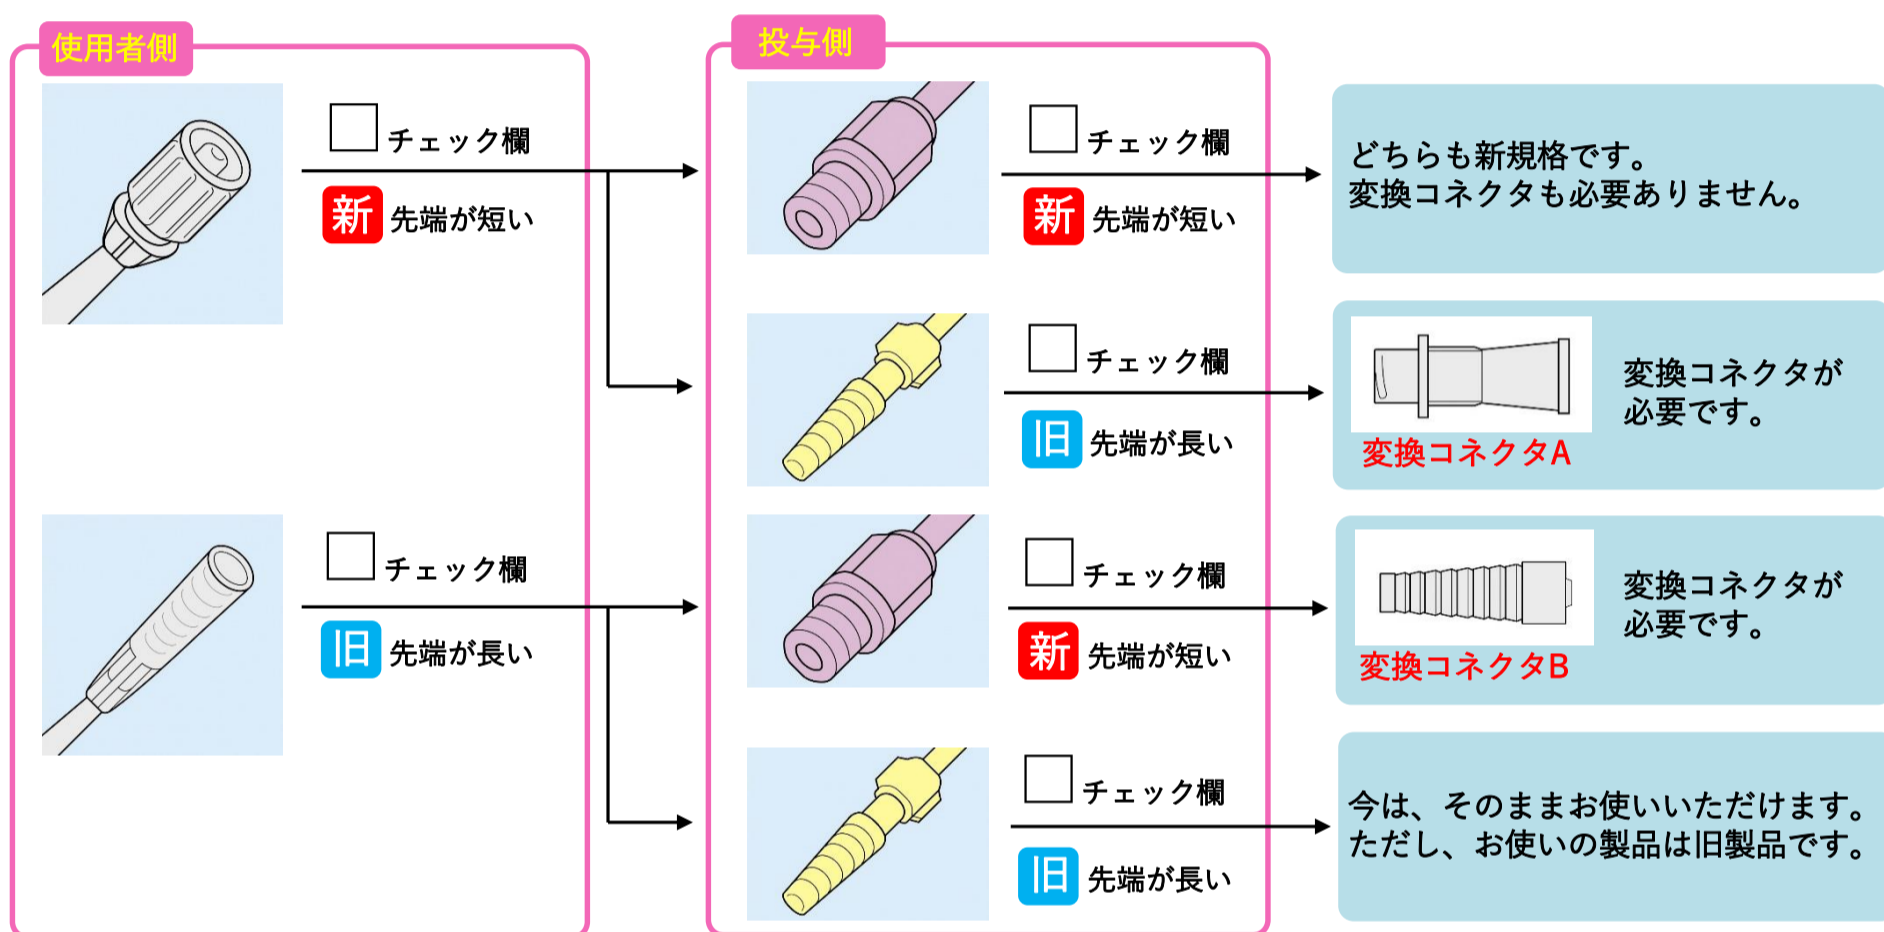 使用者側
投与側
チェック欄
新 先端が短い
チェック欄
新 先端が短い
どちらも新規格です。
変換コネクタも必要ありません。
チェック欄
旧 先端が長い
変換コネクタA
変換コネクタが
必要です。
チェック欄
旧 先端が長い
チェック欄
新 先端が短い
変換コネクタB
変換コネクタが
必要です。
チェック欄
旧 先端が長い
今は、そのままお使いいただけます。
ただし、お使いの製品は旧製品です。